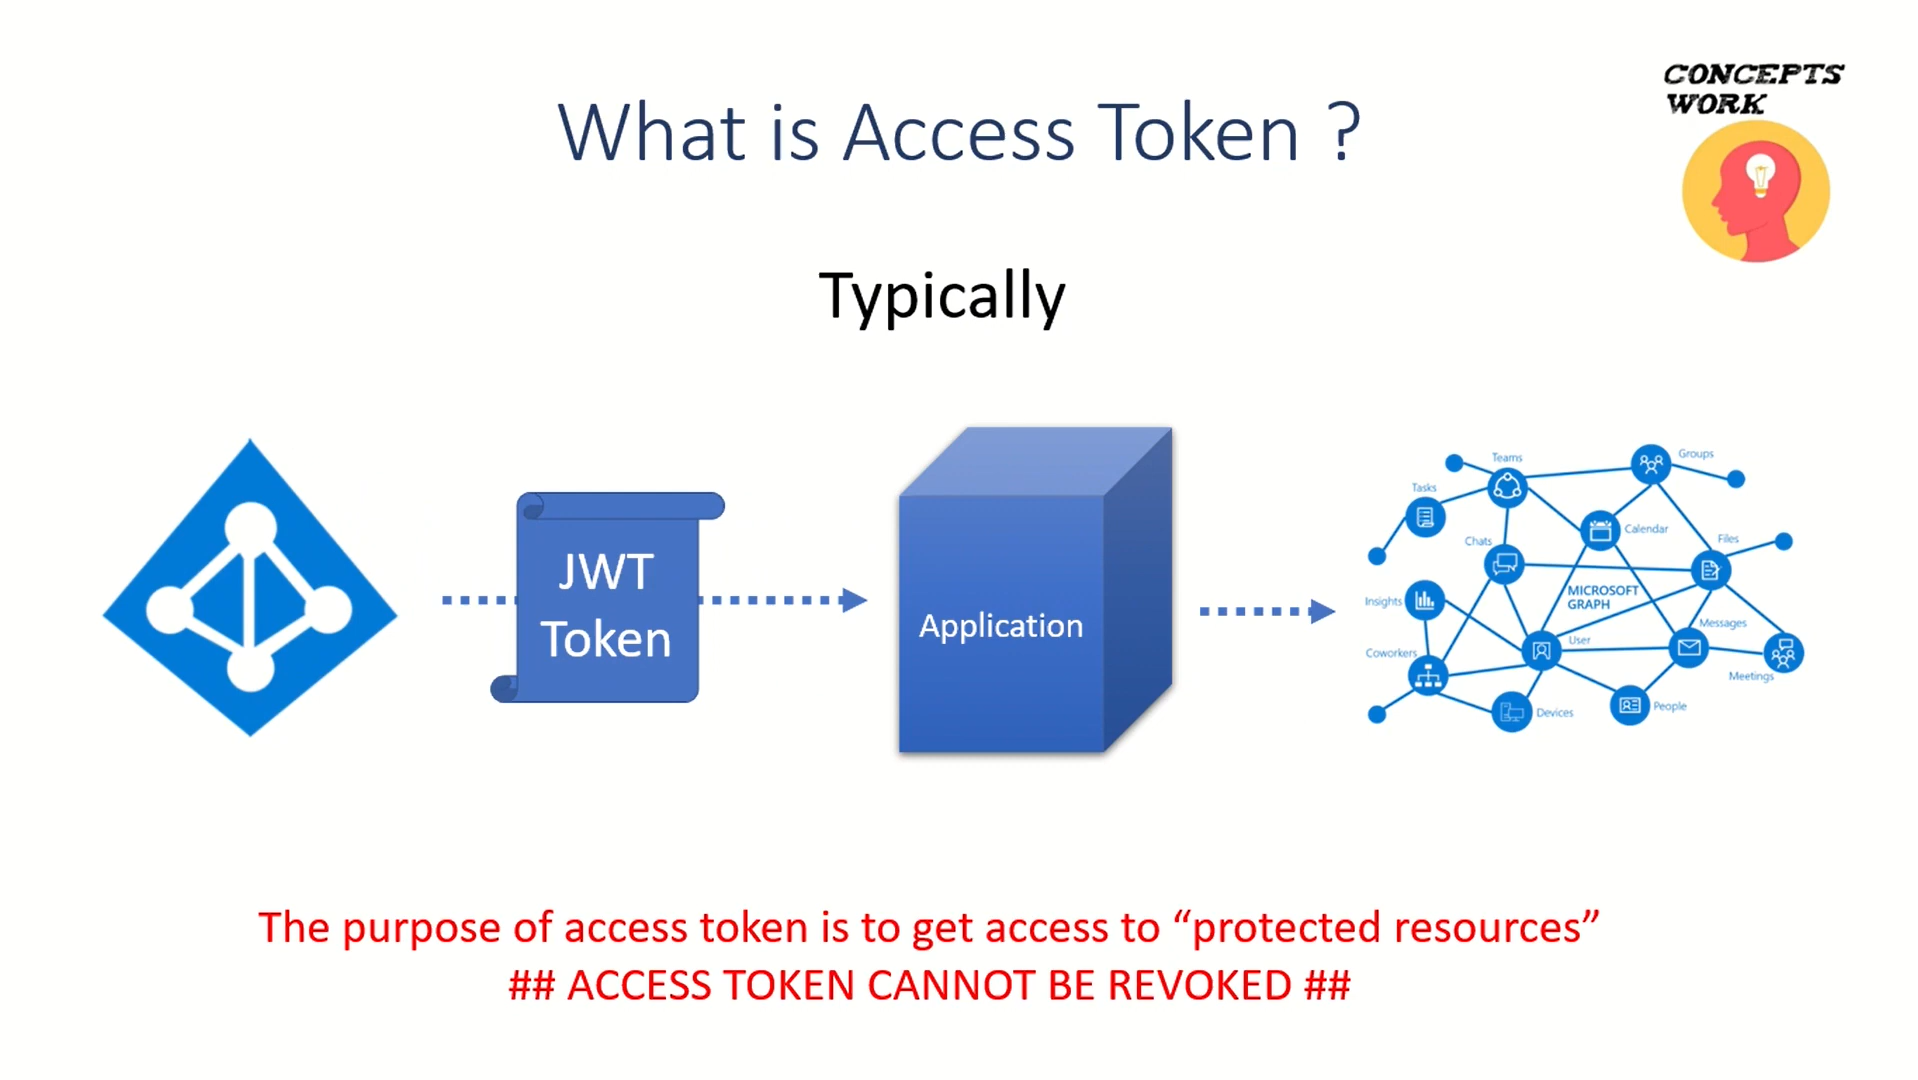 CONCEPTS
WORK
What is Access Token ?
Typically
JWT
Token
Application
Teams
Groups
Tasks
Calendar
Chats
Files
MICROSOFT
GRAPH
Insights
Messages
User
Coworkers
Meetings
Devices
People
The purpose of access token is to get access to “protected resources”
## ACCESS TOKEN CANNOT BE REVOKED ##